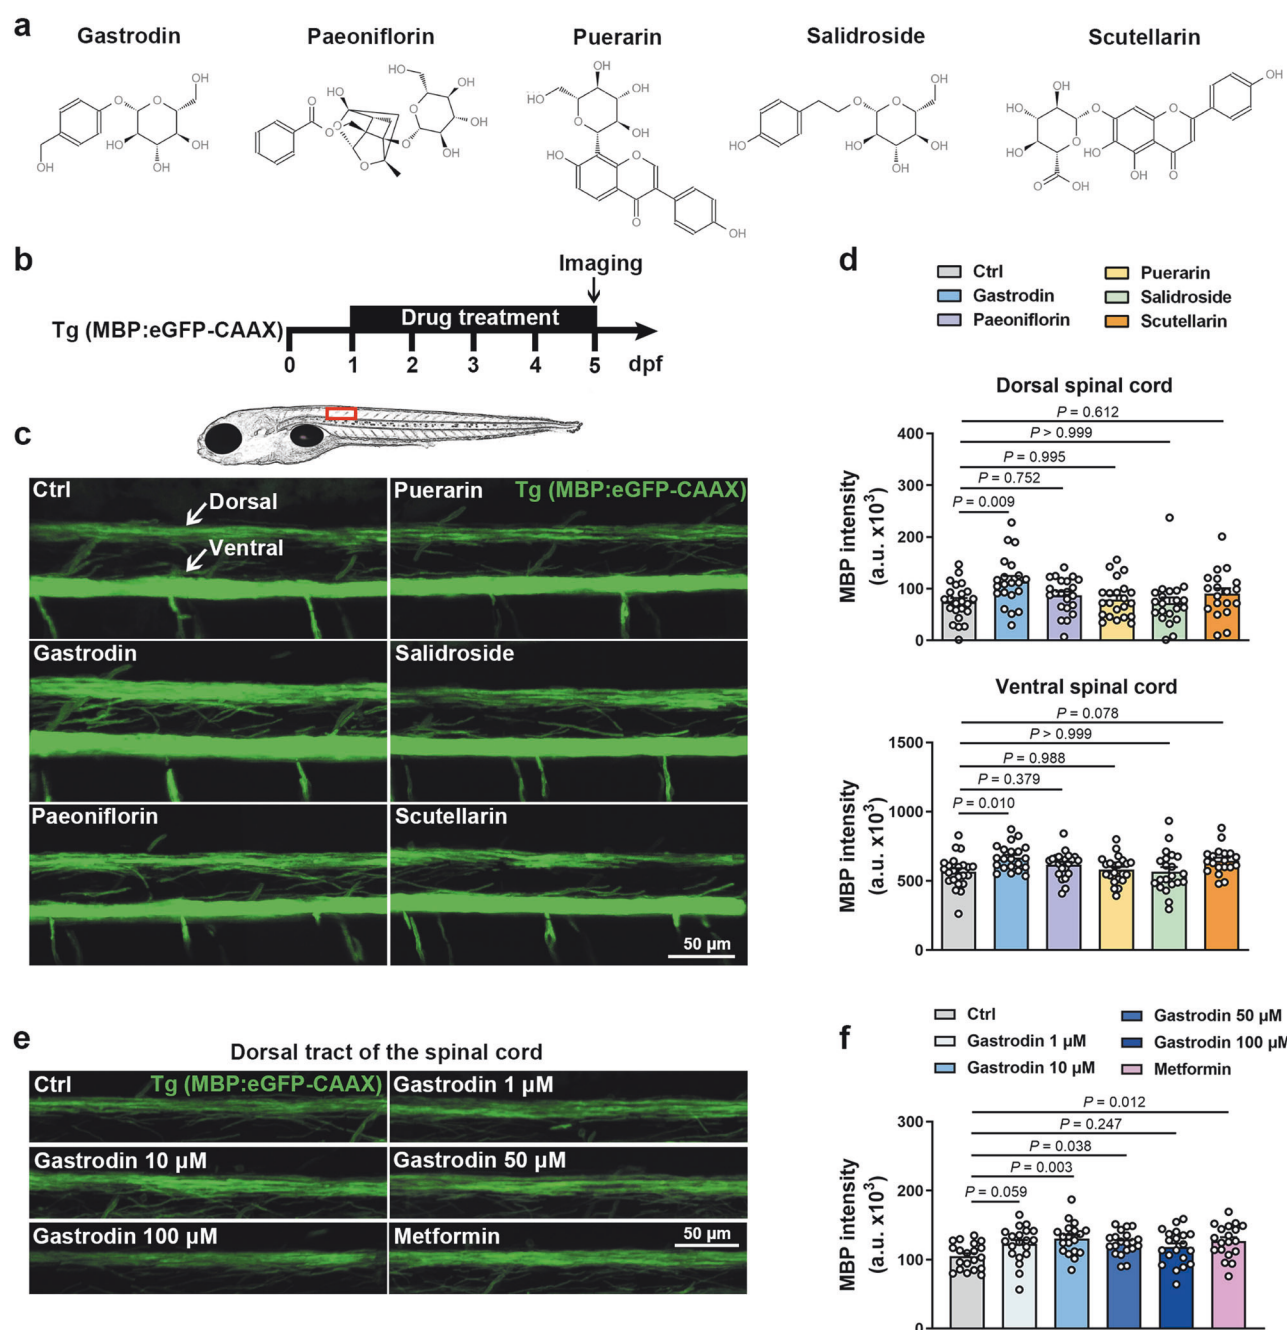 a
Gastrodin
Paeoniflorin
Puerarin
Salidroside
Scutellarin
b
Imaging
Drug treatment
Tg (MBP:eGFP-CAAX)
0 1 2 3 4 5 dpf
c
Ctrl
Dorsal
Ventral
Puerarin
Tg (MBP:eGFP-CAAX)
Gastrodin
Salidroside
Paeoniflorin
Scutellarin
50 µm
d
Ctrl
Gastrodin
Paeoniflorin
Puerarin
Salidroside
Scutellarin
Dorsal spinal cord
P = 0.612
P > 0.999
P = 0.995
P = 0.752
P = 0.009
400
300
200
100
0
MBP intensity
(a.u. x10³)
Ventral spinal cord
P = 0.078
P > 0.999
P = 0.988
P = 0.379
P = 0.010
1500
1000
500
0
MBP intensity
(a.u. x10³)
e
Dorsal tract of the spinal cord
Ctrl
Tg (MBP:eGFP-CAAX)
Gastrodin 1 µM
Gastrodin 10 µM
Gastrodin 50 µM
Gastrodin 100 µM
Metformin
50 µm
f
Ctrl
Gastrodin 1 µM
Gastrodin 10 µM
Gastrodin 50 µM
Gastrodin 100 µM
Metformin
P = 0.012
P = 0.247
P = 0.038
P = 0.003
P = 0.059
300
200
100
0
MBP intensity
(a.u. x10³)